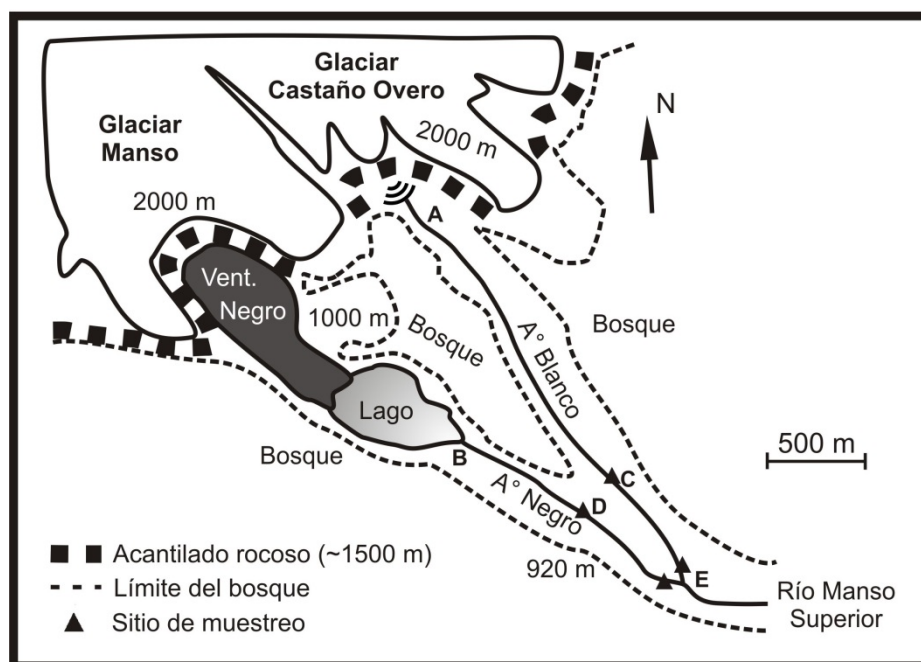 Glaciar
Castaño Overo
Glaciar
Manso
2000 m
N
2000 m
A
Vent.
Negro
1000 m
Bosque
Bosque
A° Blanco
Lago
500 m
Bosque
B
C
A° Negro
D
920 m
E
Acantilado rocoso (~1500 m)
Límite del bosque
Sitio de muestreo
Río Manso
Superior